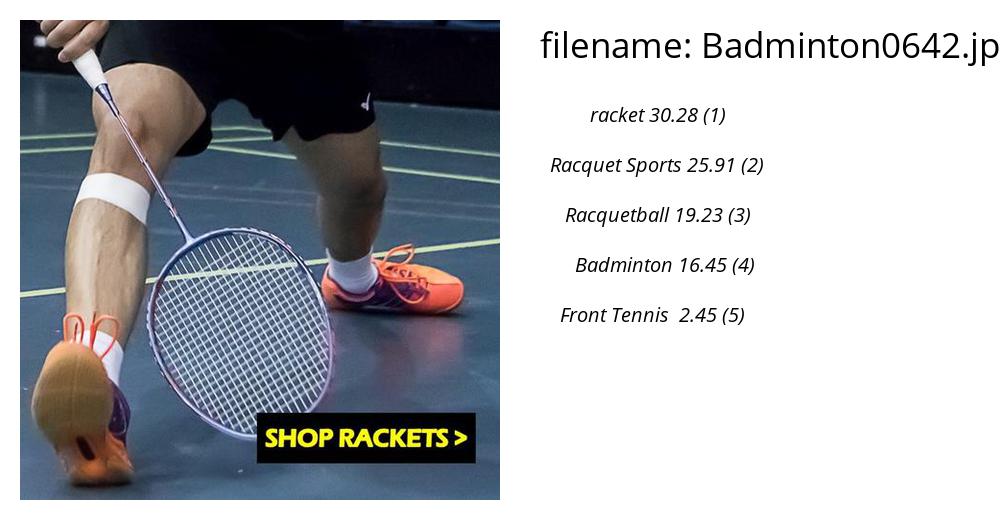 filename: Badminton0642.jp
racket 30.28 (1)
Racquet Sports 25.91 (2)
Racquetball 19.23 (3)
Badminton 16.45 (4)
Front Tennis 2.45 (5)
SHOP RACKETS >